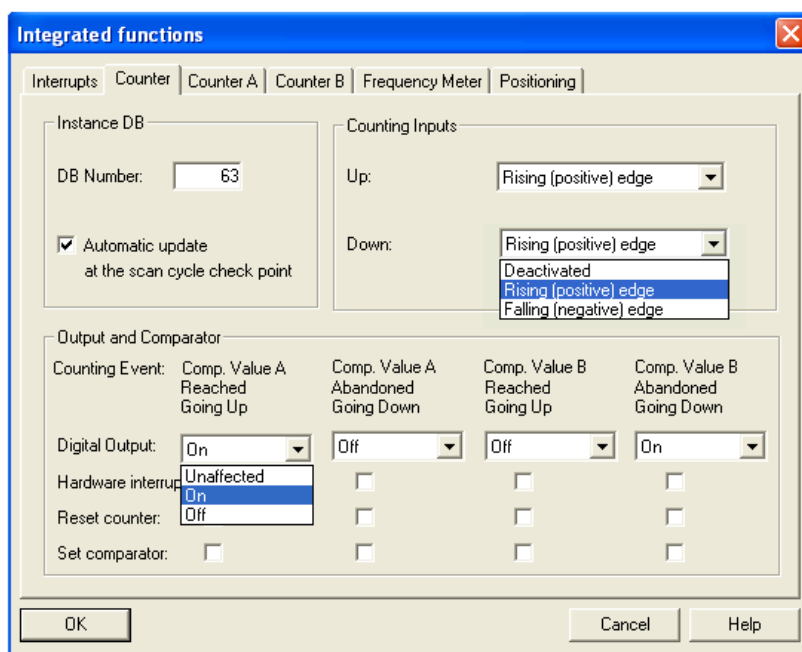 Integrated functions
Interrupts Counter Counter A Counter B Frequency Meter Positioning
Instance DB
DB Number: 63
Automatic update
at the scan cycle check point
Counting Inputs
Up: Rising (positive) edge
Down: Rising (positive) edge
Deactivated
Rising (positive) edge
Falling (negative) edge
Output and Comparator
Counting Event:
Comp. Value A
Reached
Going Up
Comp. Value A
Abandoned
Going Down
Comp. Value B
Reached
Going Up
Comp. Value B
Abandoned
Going Down
Digital Output: On Off Off On
Unaffected
On
Off
Hardware interrup
Reset counter:
Set comparator:
OK Cancel Help